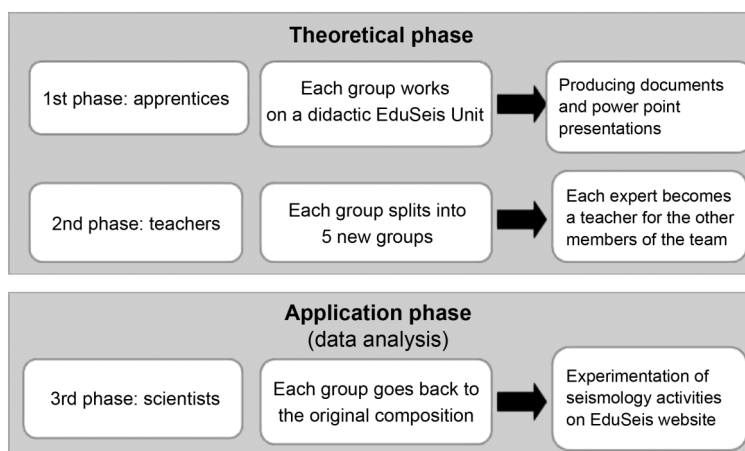 Theoretical phase
1st phase: apprentices
Each group works
on a didactic EduSeis Unit
Producing documents
and power point
presentations
2nd phase: teachers
Each group splits into
5 new groups
Each expert becomes
a teacher for the other
members of the team
Application phase
(data analysis)
3rd phase: scientists
Each group goes back to
the original composition
Experimentation of
seismology activities
on EduSeis website